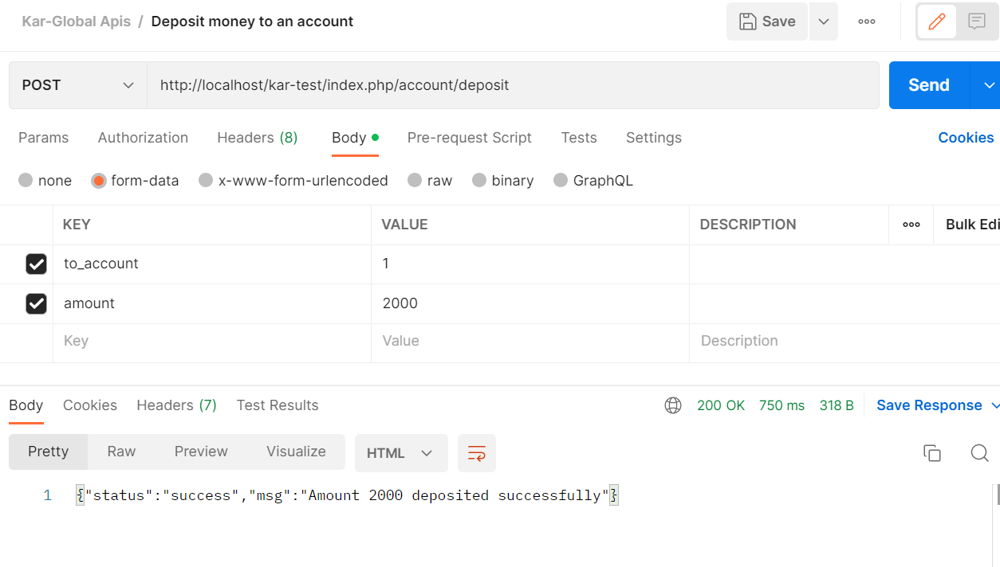 Kar-Global Apis / Deposit money to an account Save
POST http://localhost/kar-test/index.php/account/deposit Send
Params Authorization Headers (8) Body Pre-request Script Tests Settings Cookies
none form-data x-www-form-urlencoded raw binary GraphQL
KEY VALUE DESCRIPTION Bulk Edi
to_account 1
amount 2000
Key Value Description
Body Cookies Headers (7) Test Results 200 OK 750 ms 318 B Save Response
Pretty Raw Preview Visualize HTML
1 {"status":"success","msg":"Amount 2000 deposited successfully"}